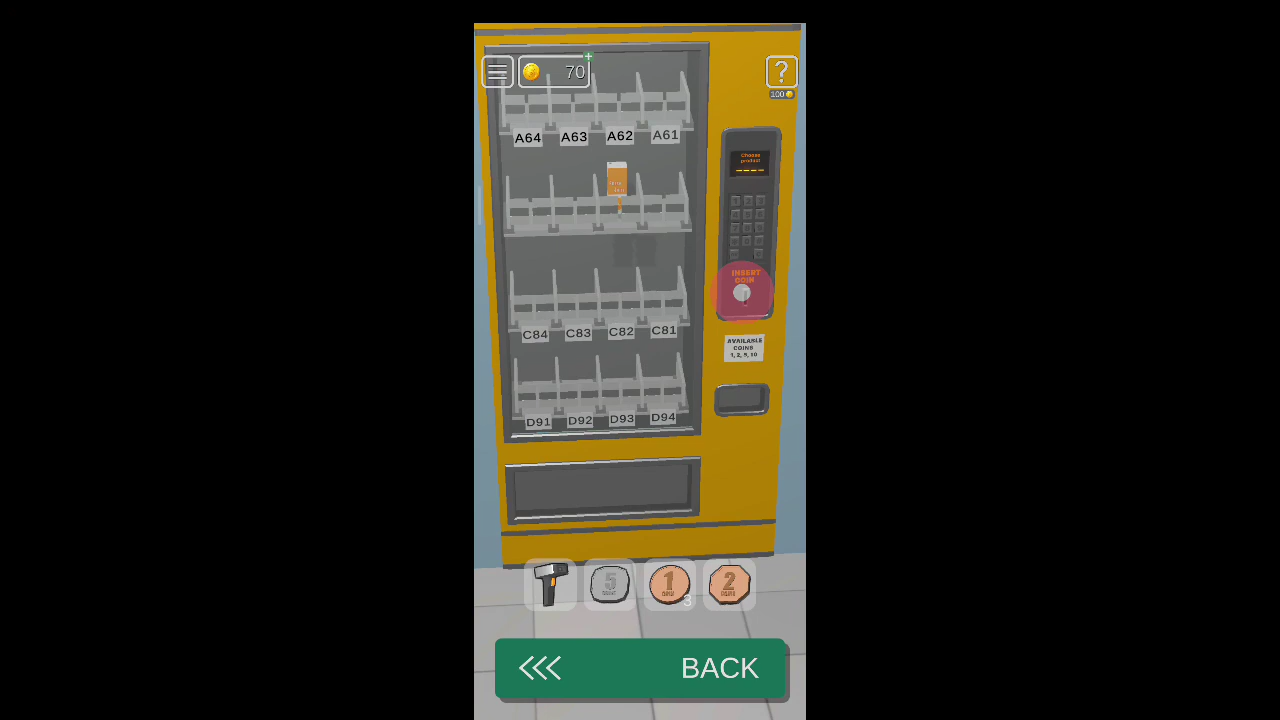 70
?
100
A64 A63 A62 A61
Choose
product
INSERT
COIN
C84 C83 C82 C81
AVAILABLE
COINS
1, 2, 5, 10
D91 D92 D93 D94
5
1
3
2
BACK